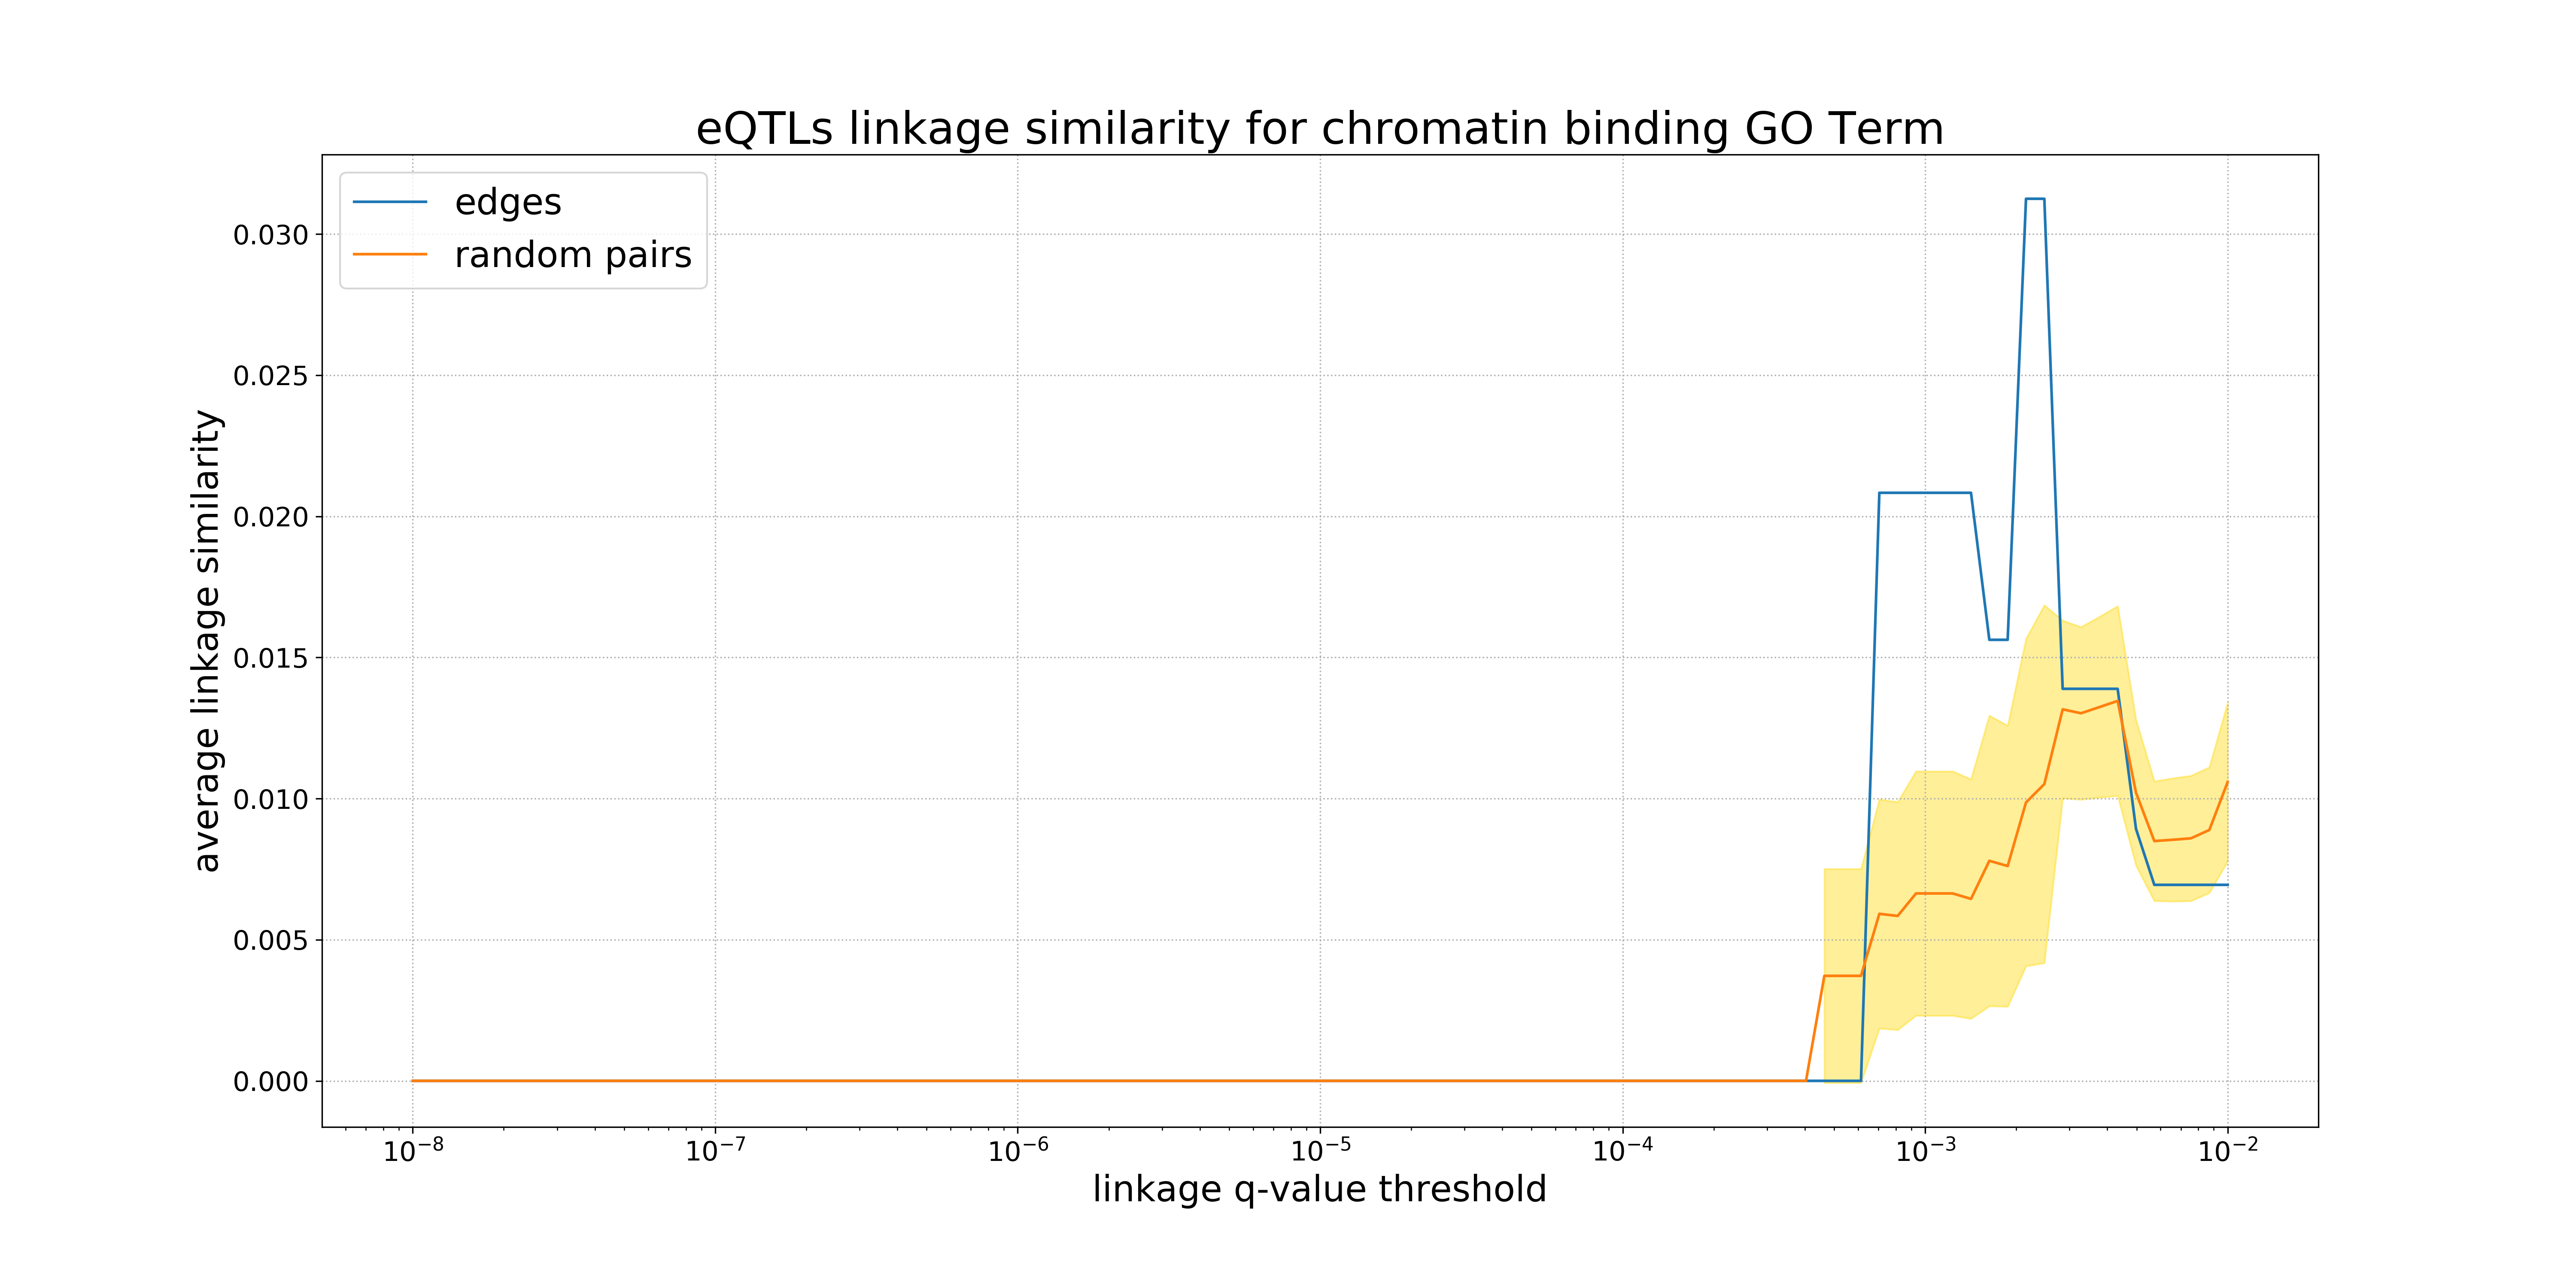 eQTLs linkage similarity for chromatin binding GO Term
edges
random pairs
0.030
0.025
0.020
0.015
0.010
0.005
0.000
average linkage similarity
10⁻⁸ 10⁻⁷ 10⁻⁶ 10⁻⁵ 10⁻⁴ 10⁻³ 10⁻²
linkage q-value threshold